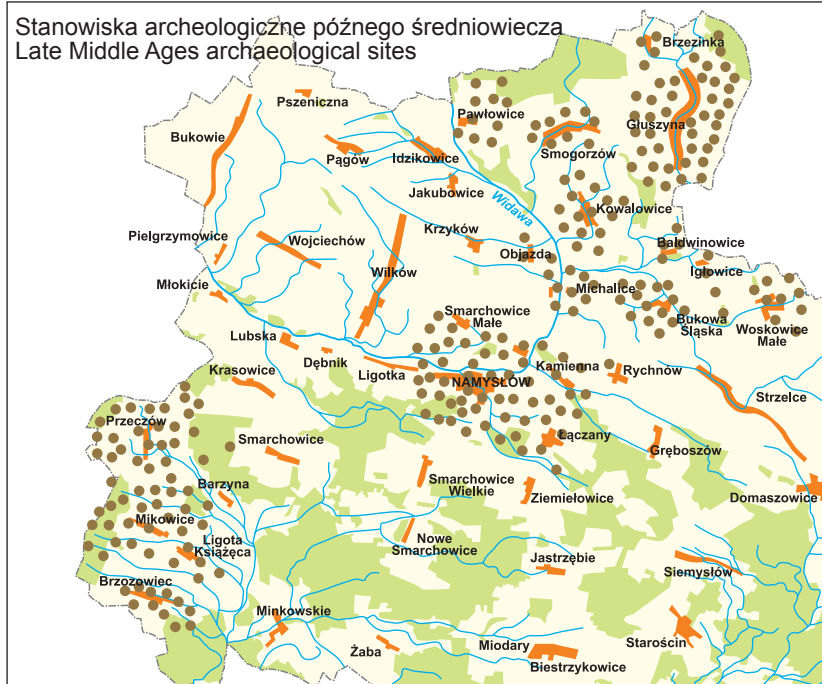 Stanowiska archeologiczne późnego średniowiecza
Late Middle Ages archaeological sites
Brzezinka
Pszeniczna
Pawłowice
Głuszyna
Bukowie
Pągów
Idzikowice
Smogorzów
Jakubowice
Widawa
Kowalowice
Pielgrzymowice
Wojciechów
Krzyków
Objazda
Baldwinowice
Igłowice
Wilków
Młokicie
Michalice
Smarchowice
Małe
Bukowa
Śląska
Woskowice
Małe
Lubska
Dębnik
Ligotka
Kamienna
Rychnów
Krasowice
NAMYSŁÓW
Strzelce
Przeczów
Smarchowice
Łączany
Gręboszów
Barzyna
Smarchowice
Wielkie
Ziemiełowice
Domaszowice
Mikowice
Ligota
Książęca
Nowe
Smarchowice
Jastrzębie
Siemysłów
Brzozowiec
Minkowskie
Żaba
Miodary
Starościn
Biestrzykowice